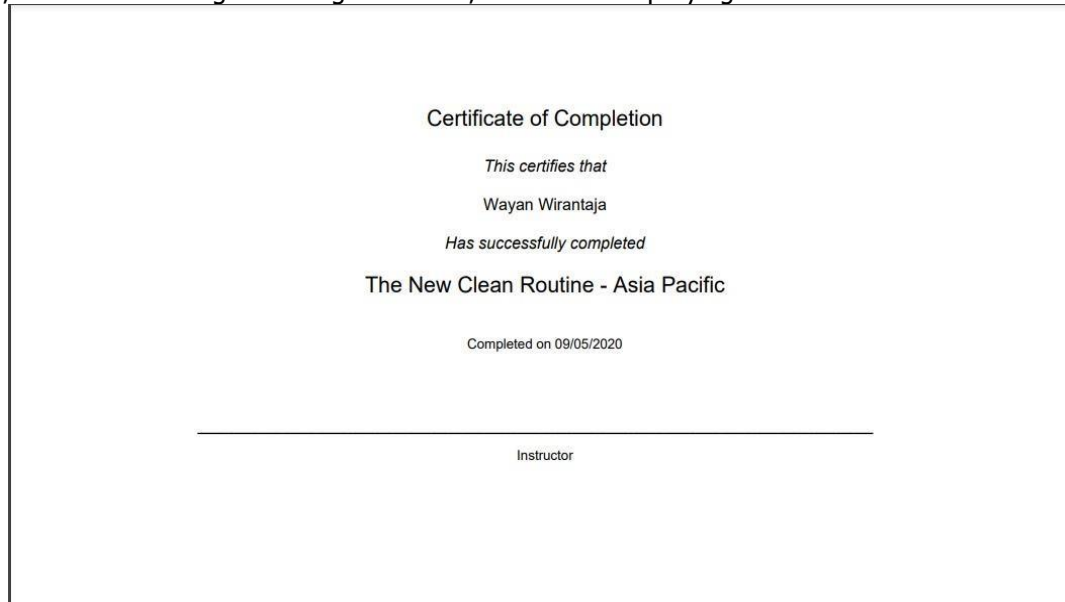 Certificate of Completion
This certifies that
Wayan Wirantaja
Has successfully completed
The New Clean Routine - Asia Pacific
Completed on 09/05/2020
Instructor